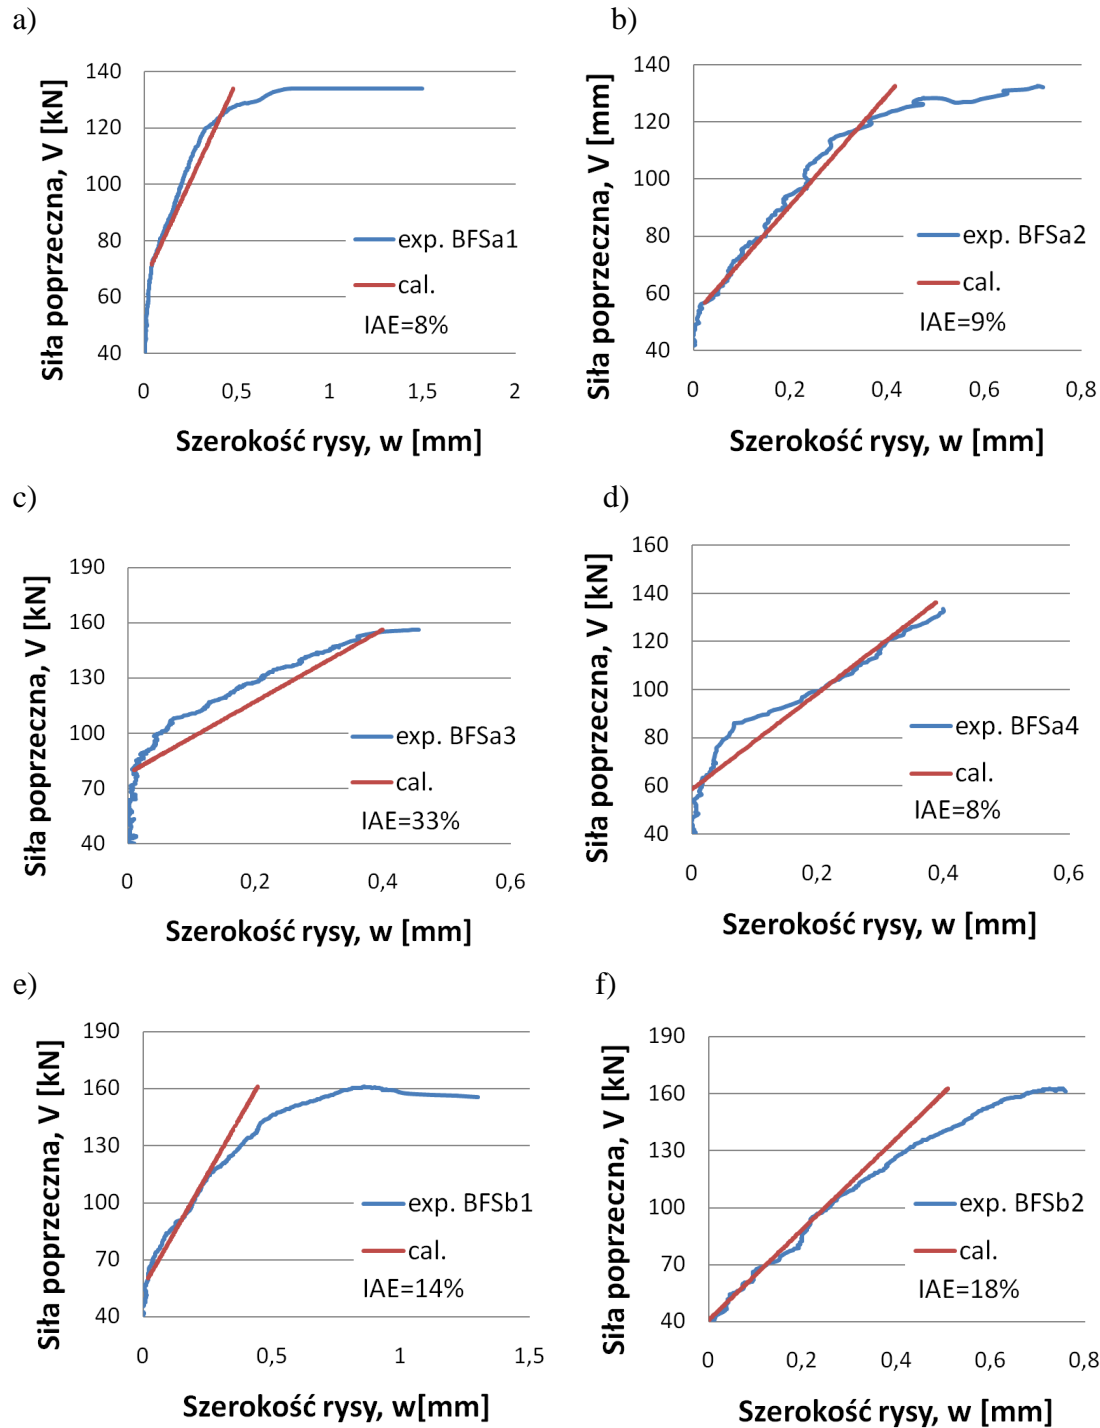 a)
Siła poprzeczna, V [kN]
140
120
100
80
60
40
exp. BFSa1
cal.
IAE=8%
0 0,5 1 1,5 2
Szerokość rysy, w [mm]
b)
Siła poprzeczna, V [mm]
140
120
100
80
60
40
exp. BFSa2
cal.
IAE=9%
0 0,2 0,4 0,6 0,8
Szerokość rysy, w [mm]
c)
Siła poprzeczna, V [kN]
190
160
130
100
70
40
exp. BFSa3
cal.
IAE=33%
0 0,2 0,4 0,6
Szerokość rysy, w [mm]
d)
Siła poprzeczna, V [kN]
160
140
120
100
80
60
40
exp. BFSa4
cal.
IAE=8%
0 0,2 0,4 0,6
Szerokość rysy, w [mm]
e)
Siła poprzeczna, V [kN]
190
160
130
100
70
40
exp. BFSb1
cal.
IAE=14%
0 0,5 1 1,5
Szerokość rysy, w[mm]
f)
Siła poprzeczna, V [kN]
190
160
130
100
70
40
exp. BFSb2
cal.
IAE=18%
0 0,2 0,4 0,6 0,8
Szerokość rysy, w [mm]